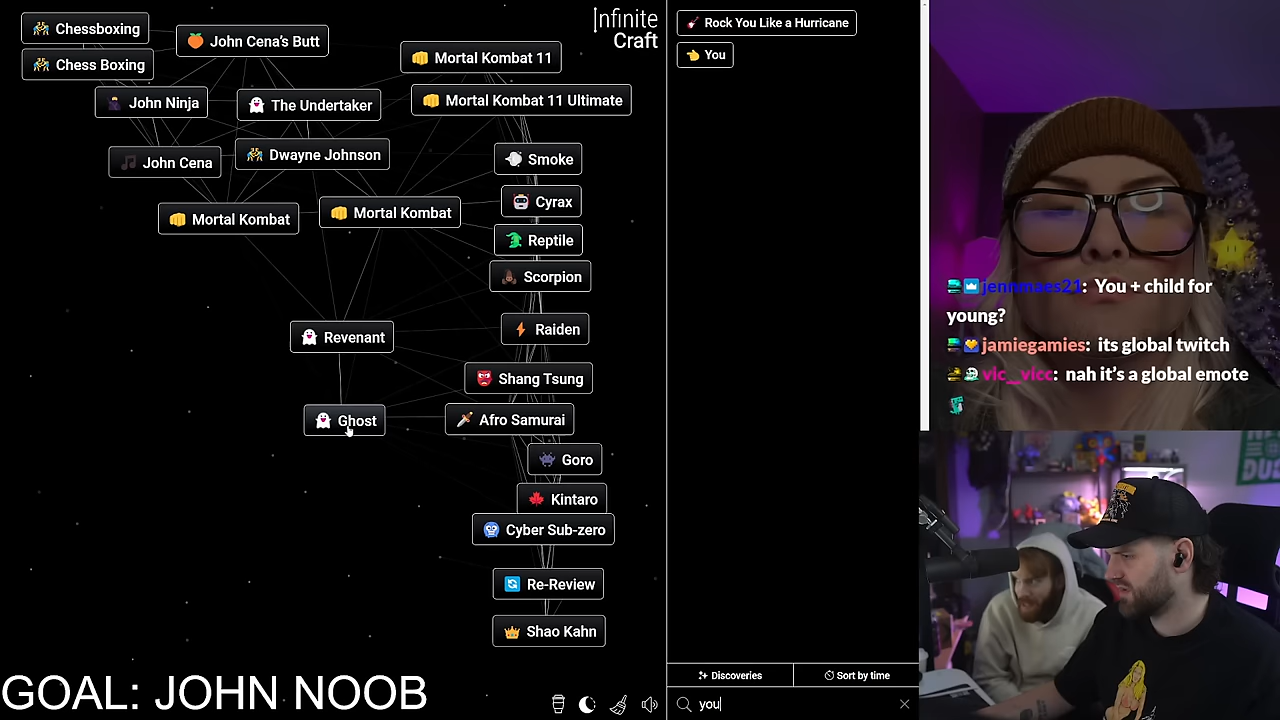 Chessboxing
John Cena's Butt
Chess Boxing
John Ninja
The Undertaker
John Cena
Dwayne Johnson
Mortal Kombat
Mortal Kombat
Mortal Kombat 11
Mortal Kombat 11 Ultimate
Infinite
Craft
Smoke
Cyrax
Reptile
Scorpion
Raiden
Revenant
Shang Tsung
Ghost
Afro Samurai
Goro
Kintaro
Cyber Sub-zero
Re-Review
Shao Kahn
GOAL: JOHN NOOB
Rock You Like a Hurricane
You
Discoveries
Sort by time
you
jennmaes21: You + child for
young?
jamiegamies: its global twitch
vic__vicc: nah it's a global emote